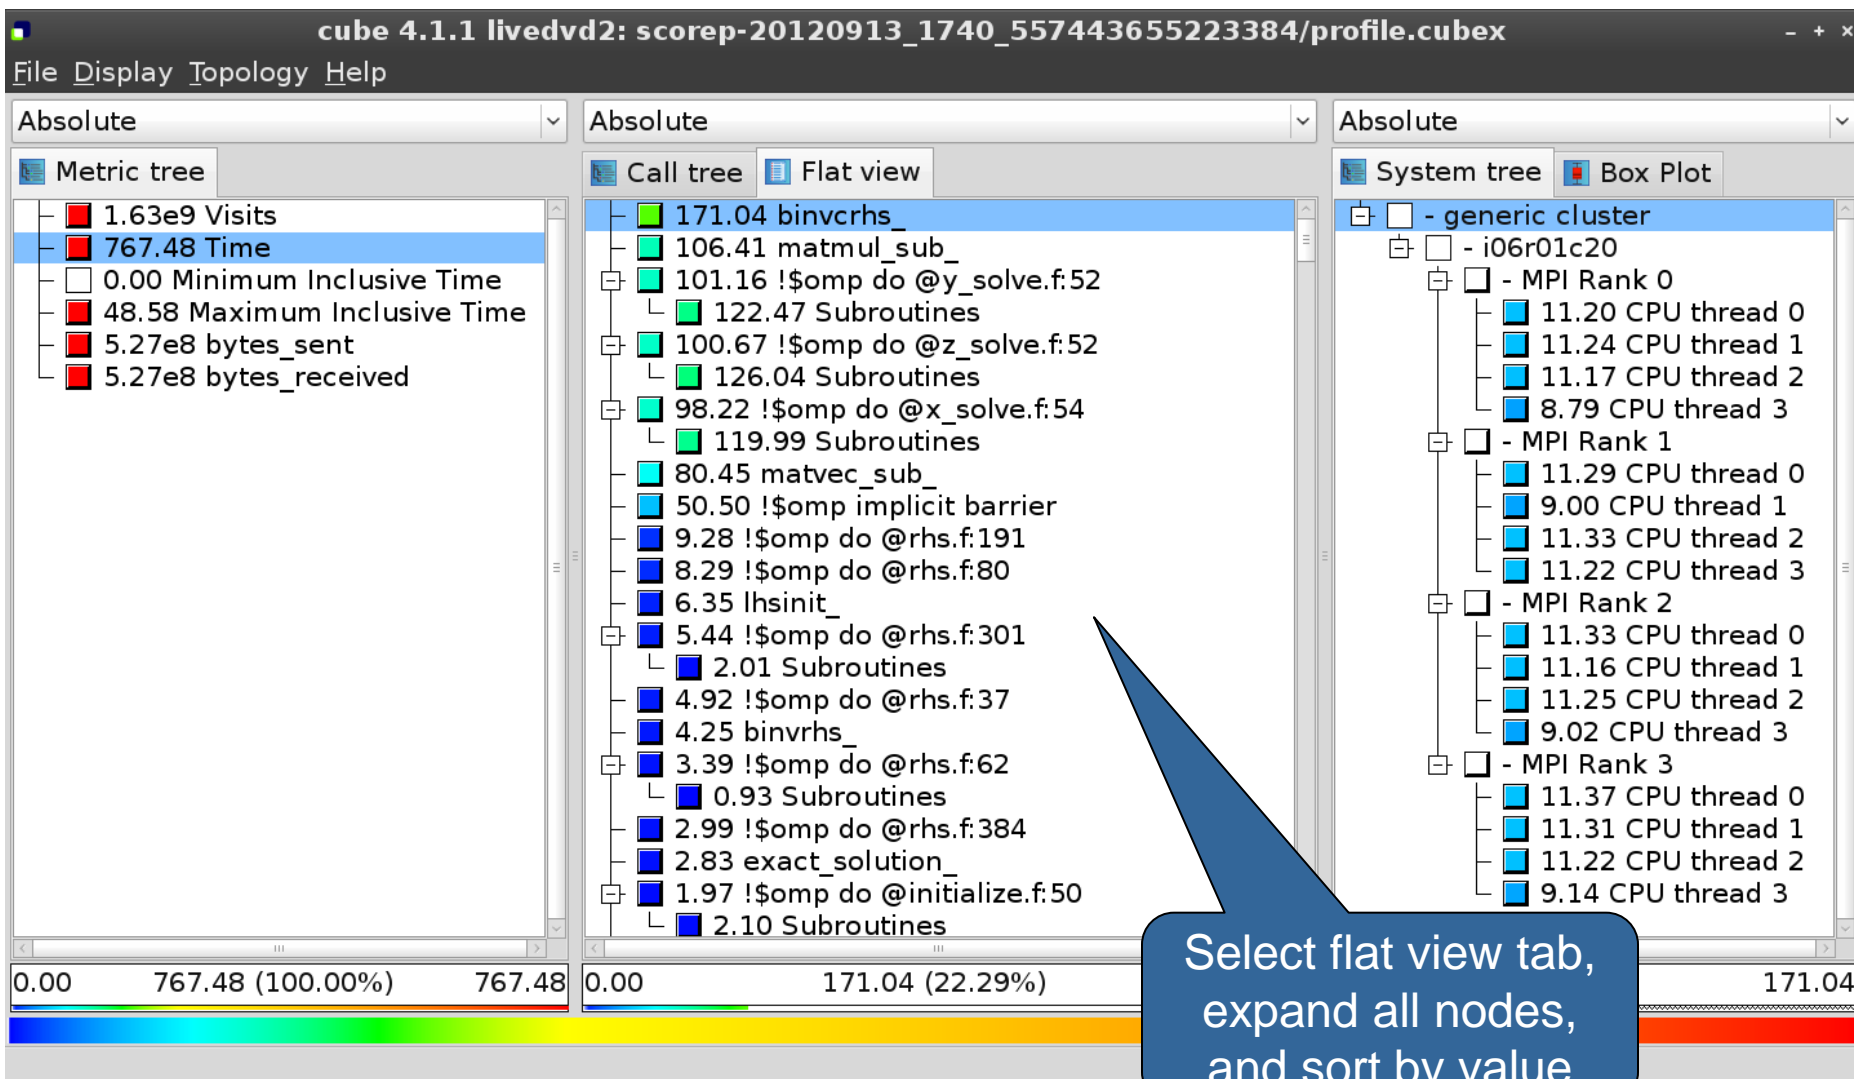 cube 4.1.1 livedvd2: scorep-20120913_1740_557443655223384/profile.cubex
File Display Topology Help
Absolute
Metric tree
1.63e9 Visits
767.48 Time
0.00 Minimum Inclusive Time
48.58 Maximum Inclusive Time
5.27e8 bytes_sent
5.27e8 bytes_received
0.00 767.48 (100.00%) 767.48
Absolute
Call tree Flat view
171.04 binvcrhs_
106.41 matmul_sub_
101.16 !$omp do @y_solve.f:52
122.47 Subroutines
100.67 !$omp do @z_solve.f:52
126.04 Subroutines
98.22 !$omp do @x_solve.f:54
119.99 Subroutines
80.45 matvec_sub_
50.50 !$omp implicit barrier
9.28 !$omp do @rhs.f:191
8.29 !$omp do @rhs.f:80
6.35 lhsinit_
5.44 !$omp do @rhs.f:301
2.01 Subroutines
4.92 !$omp do @rhs.f:37
4.25 binvrhs_
3.39 !$omp do @rhs.f:62
0.93 Subroutines
2.99 !$omp do @rhs.f:384
2.83 exact_solution_
1.97 !$omp do @initialize.f:50
2.10 Subroutines
0.00 171.04 (22.29%)
Absolute
System tree Box Plot
- generic cluster
- i06r01c20
- MPI Rank 0
11.20 CPU thread 0
11.24 CPU thread 1
11.17 CPU thread 2
8.79 CPU thread 3
- MPI Rank 1
11.29 CPU thread 0
9.00 CPU thread 1
11.33 CPU thread 2
11.22 CPU thread 3
- MPI Rank 2
11.33 CPU thread 0
11.16 CPU thread 1
11.25 CPU thread 2
9.02 CPU thread 3
- MPI Rank 3
11.37 CPU thread 0
11.31 CPU thread 1
11.22 CPU thread 2
9.14 CPU thread 3
171.04
Select flat view tab,
expand all nodes,
and sort by value